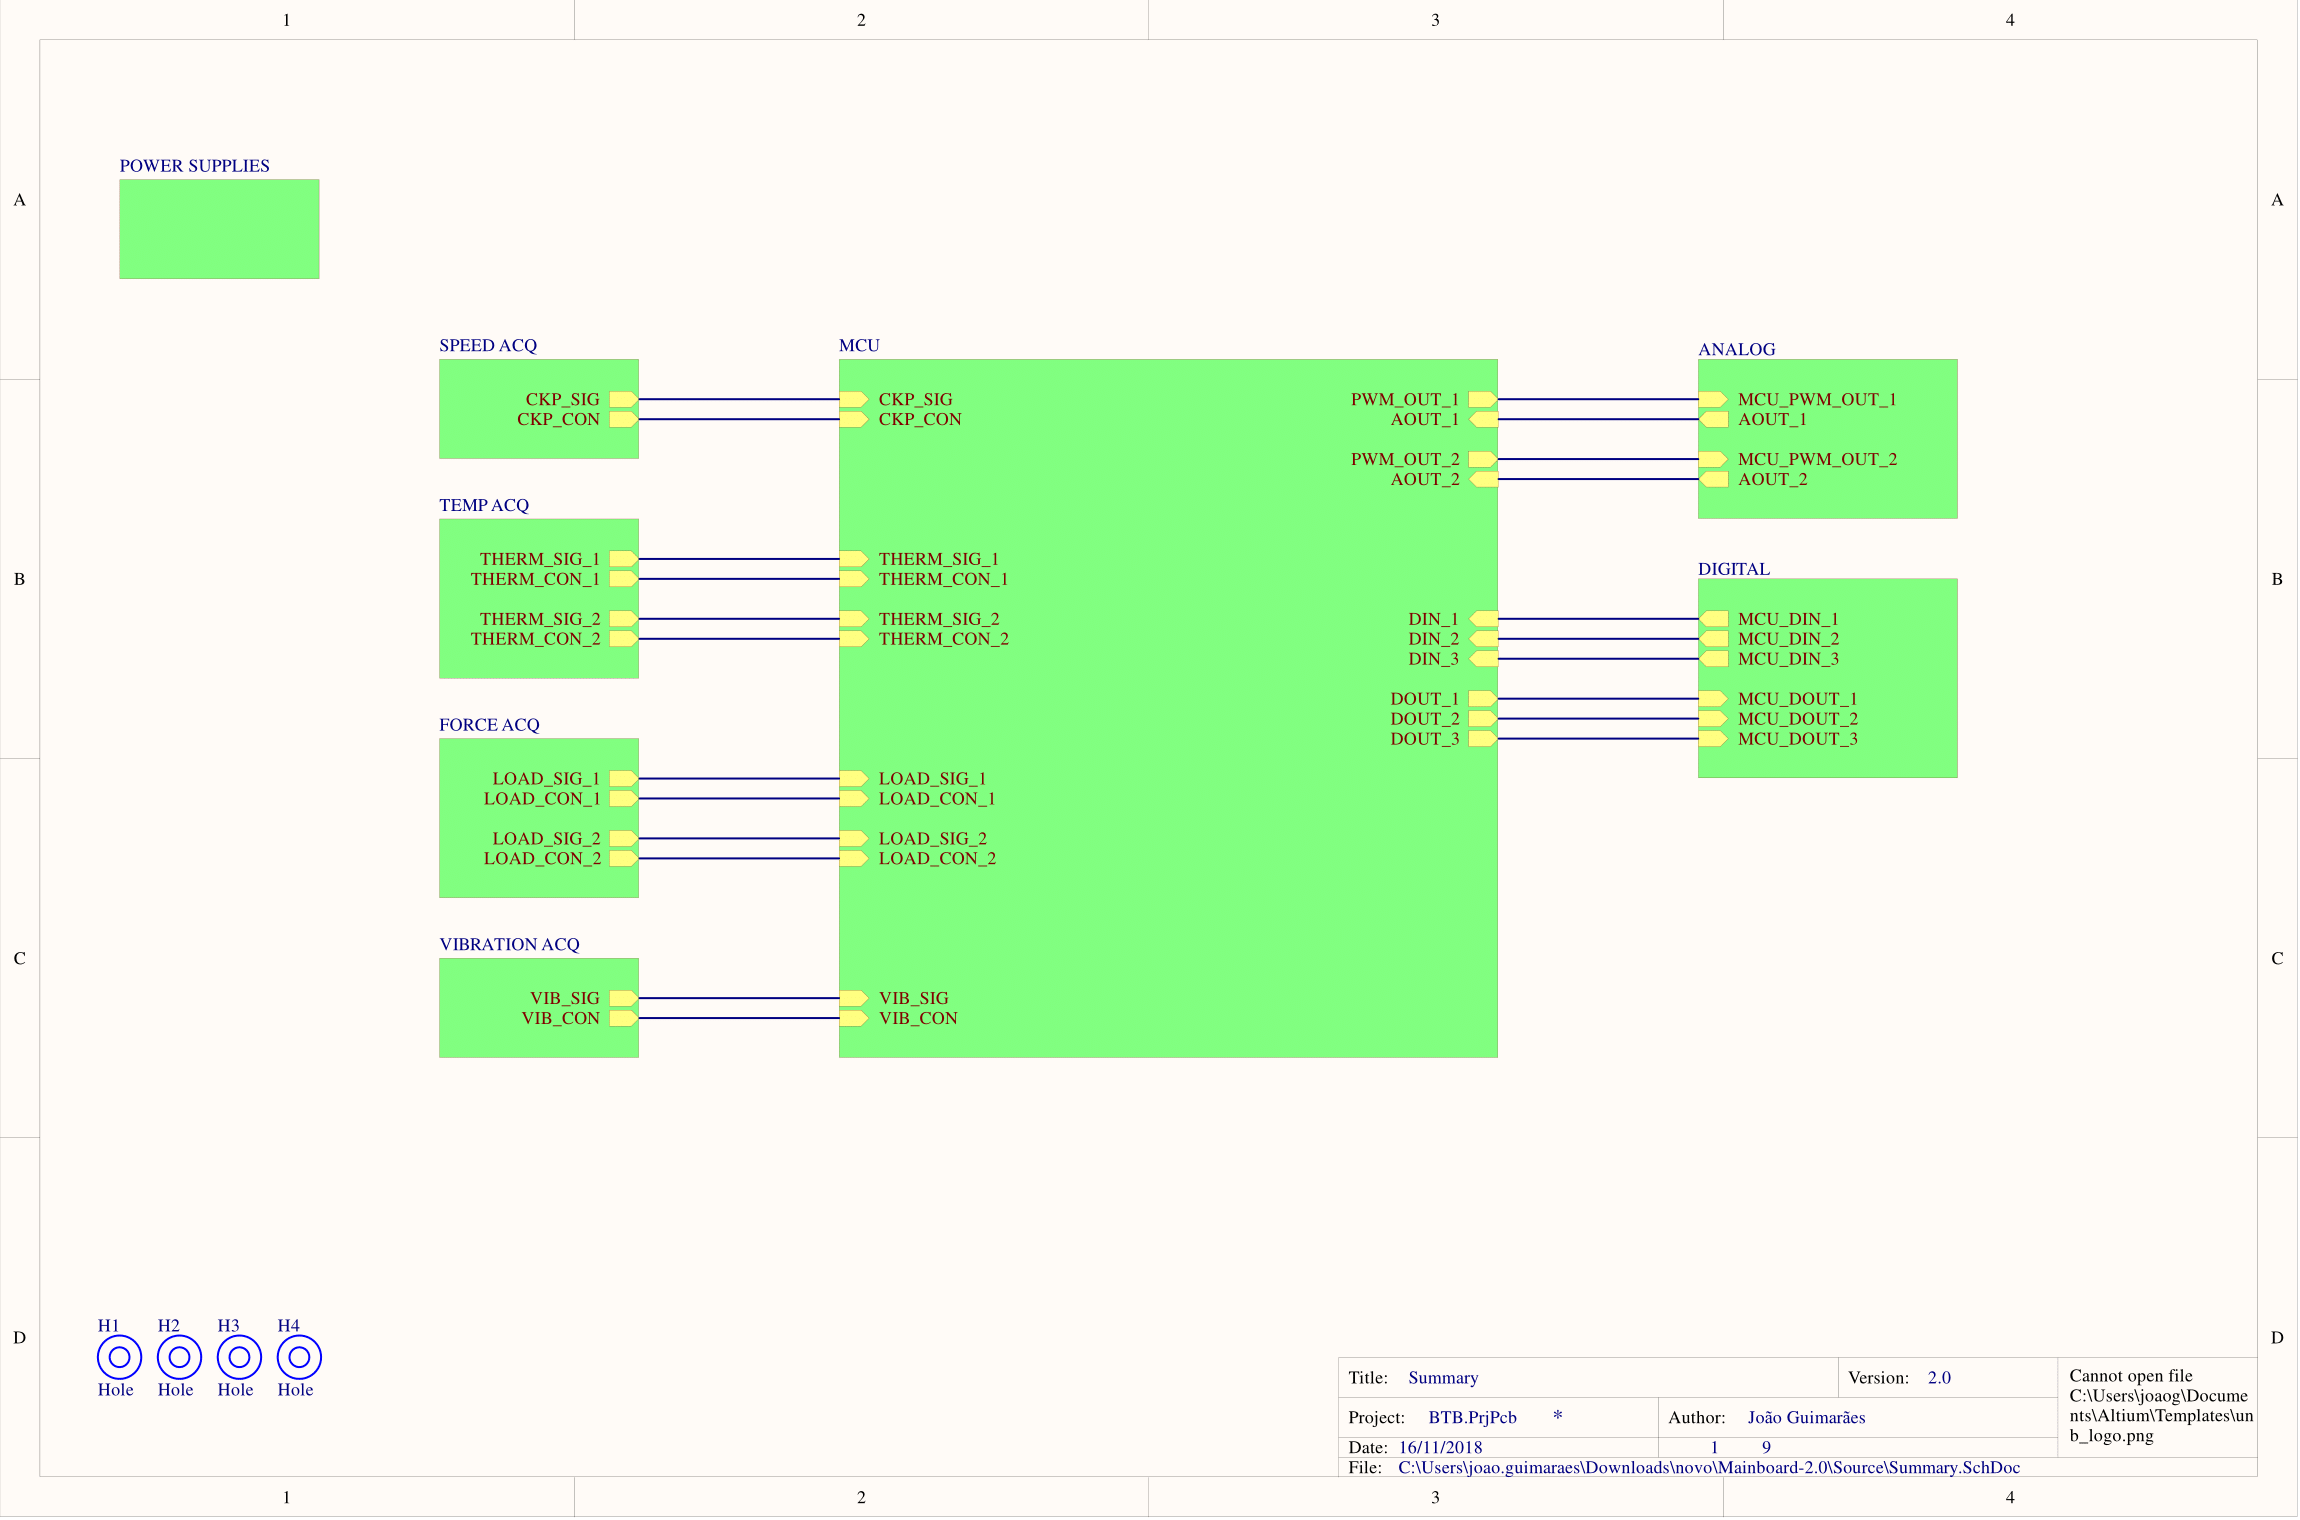 1 2 3 4
A A
POWER SUPPLIES
SPEED ACQ
CKP_SIG
CKP_CON
MCU
CKP_SIG
CKP_CON
PWM_OUT_1
AOUT_1
PWM_OUT_2
AOUT_2
ANALOG
MCU_PWM_OUT_1
AOUT_1
MCU_PWM_OUT_2
AOUT_2
TEMP ACQ
THERM_SIG_1
THERM_CON_1
THERM_SIG_2
THERM_CON_2
THERM_SIG_1
THERM_CON_1
THERM_SIG_2
THERM_CON_2
B B
DIN_1
DIN_2
DIN_3
DOUT_1
DOUT_2
DOUT_3
DIGITAL
MCU_DIN_1
MCU_DIN_2
MCU_DIN_3
MCU_DOUT_1
MCU_DOUT_2
MCU_DOUT_3
FORCE ACQ
LOAD_SIG_1
LOAD_CON_1
LOAD_SIG_2
LOAD_CON_2
LOAD_SIG_1
LOAD_CON_1
LOAD_SIG_2
LOAD_CON_2
C C
VIBRATION ACQ
VIB_SIG
VIB_CON
VIB_SIG
VIB_CON
D D
H1 H2 H3 H4
Hole Hole Hole Hole
Title: Summary
Version: 2.0
Project: BTB.PrjPcb *
Author: João Guimarães
Date: 16/11/2018
1 9
File: C:\Users\joao.guimaraes\Downloads\novo\Mainboard-2.0\Source\Summary.SchDoc
Cannot open file
C:\Users\joaog\Docume
nts\Altium\Templates\un
b_logo.png
1 2 3 4